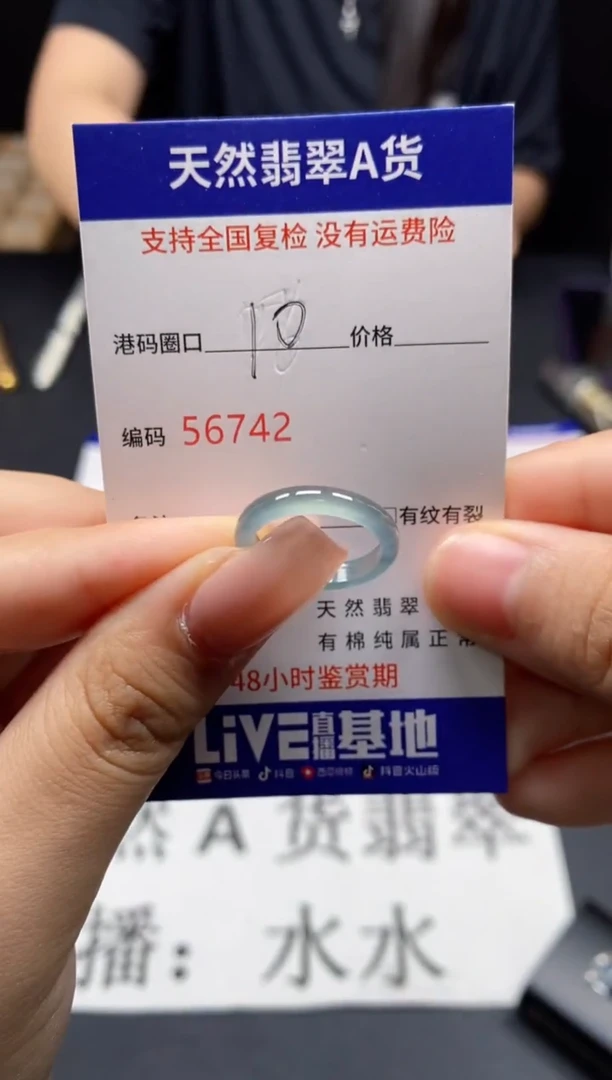 天然翡翠A货
支持全国复检 没有运费险
港码圈口 10 价格
编码 56742
有纹有裂
天然翡翠
有棉纯属正常
48小时鉴赏期
LiVE直播基地
今日头条 抖音 西瓜视频 抖音火山版
然A货翡翠
播：水水